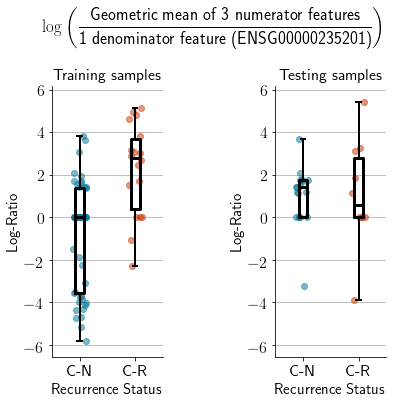 log ( Geometric mean of 3 numerator features / 1 denominator feature (ENSG00000235201) )
Training samples
Testing samples
6
4
2
0
−2
−4
−6
Log-Ratio
C-N
C-R
Recurrence Status
6
4
2
0
−2
−4
−6
Log-Ratio
C-N
C-R
Recurrence Status